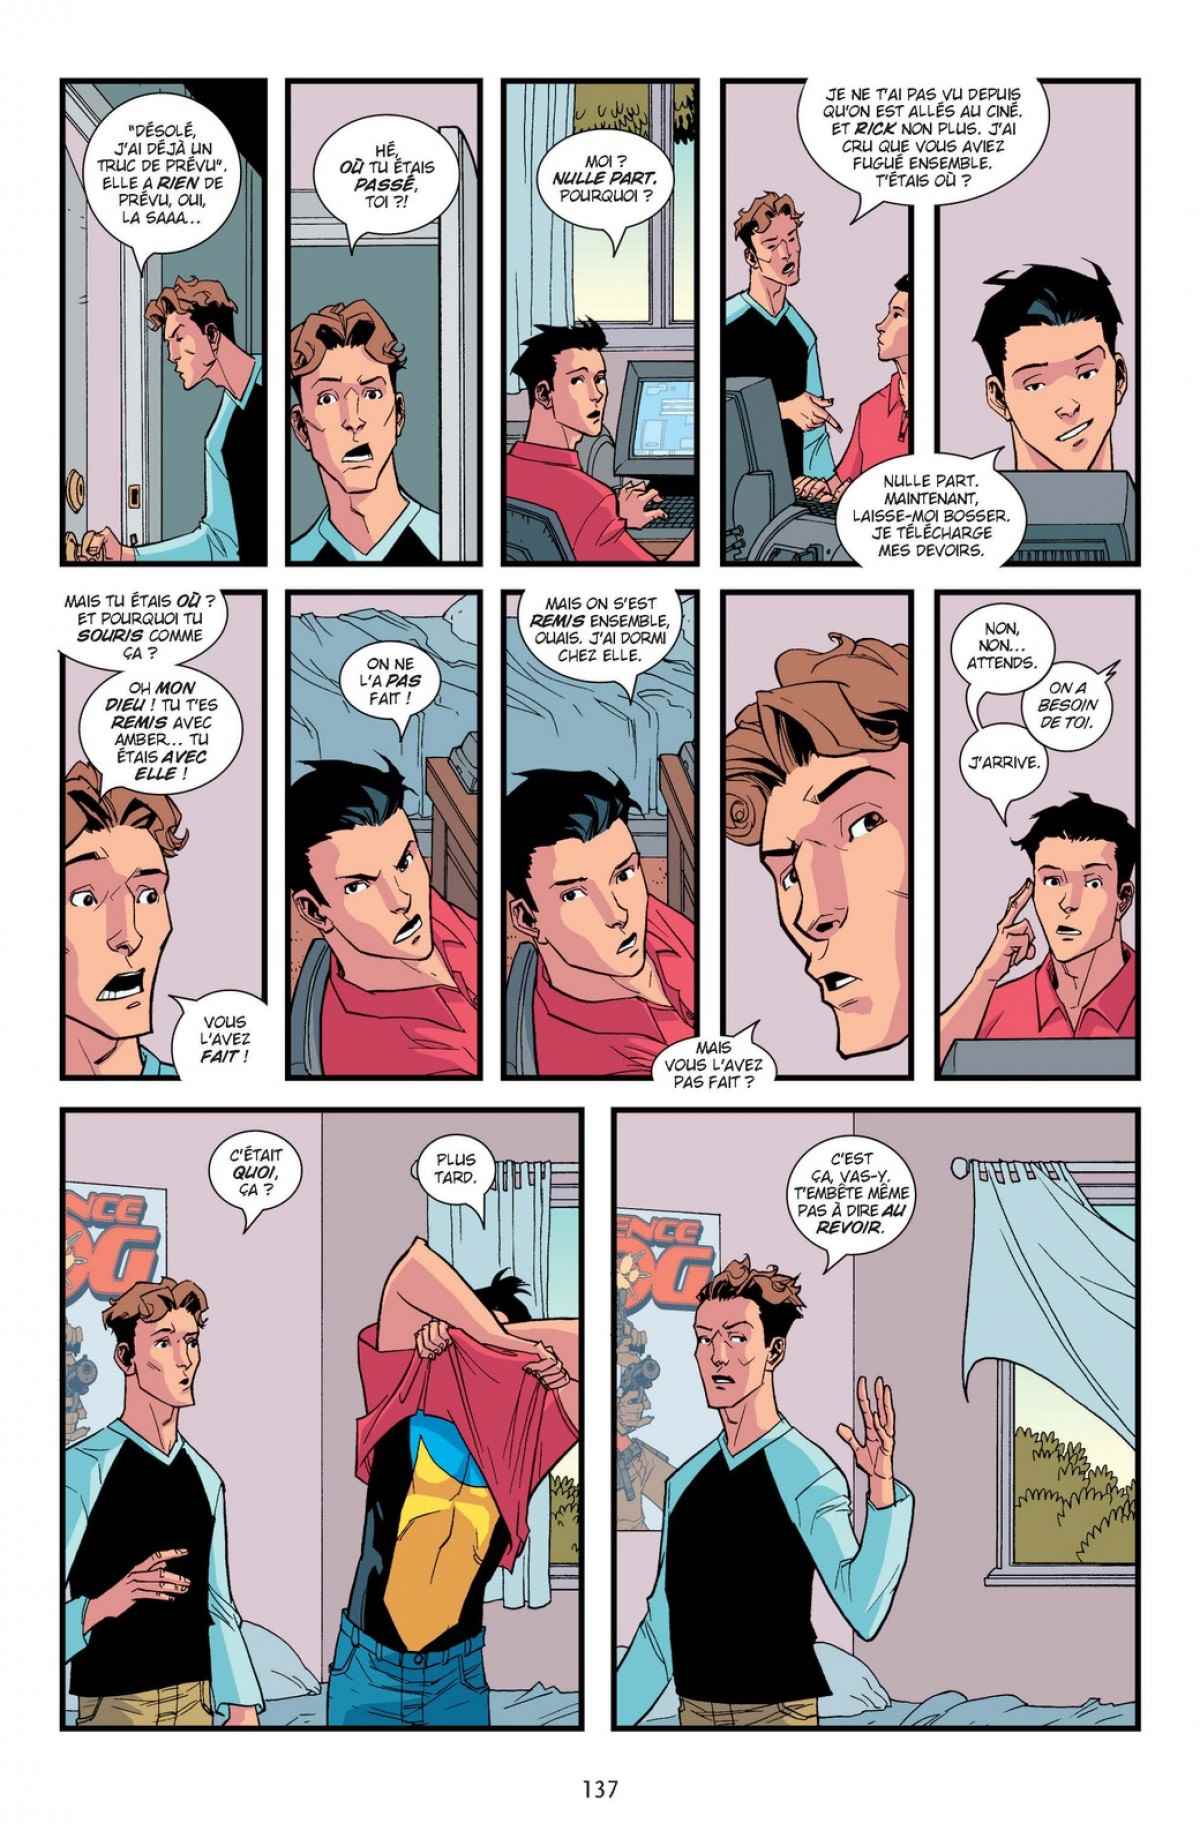 "DÉSOLÉ,
J'AI DÉJÀ UN
TRUC DE PRÉVU".
ELLE A RIEN DE
PRÉVU, OUI,
LA SAAA...
HÉ,
OÙ TU ÉTAIS
PASSÉ,
TOI ?!
MOI ?
NULLE PART.
POURQUOI ?
JE NE T'AI PAS VU DEPUIS
QU'ON EST ALLÉS AU CINÉ.
ET RICK NON PLUS. J'AI
CRU QUE VOUS AVIEZ
FUGUÉ ENSEMBLE.
T'ÉTAIS OÙ ?
NULLE PART.
MAINTENANT,
LAISSE-MOI BOSSER.
JE TÉLÉCHARGE
MES DEVOIRS.
MAIS TU ÉTAIS OÙ ?
ET POURQUOI TU
SOURIS COMME
ÇA ?
OH MON
DIEU ! TU T'ES
REMIS AVEC
AMBER... TU
ÉTAIS AVEC
ELLE !
VOUS
L'AVEZ
FAIT !
ON NE
L'A PAS
FAIT !
MAIS ON S'EST
REMIS ENSEMBLE,
OUAIS. J'AI DORMI
CHEZ ELLE.
MAIS
VOUS L'AVEZ
PAS FAIT ?
NON,
NON...
ATTENDS.
ON A
BESOIN
DE TOI.
J'ARRIVE.
C'ÉTAIT
QUOI,
ÇA ?
PLUS
TARD.
NCE
OG
C'EST
ÇA, VAS-Y.
T'EMBÊTE MÊME
PAS À DIRE AU
REVOIR.
ENCE
OG
137